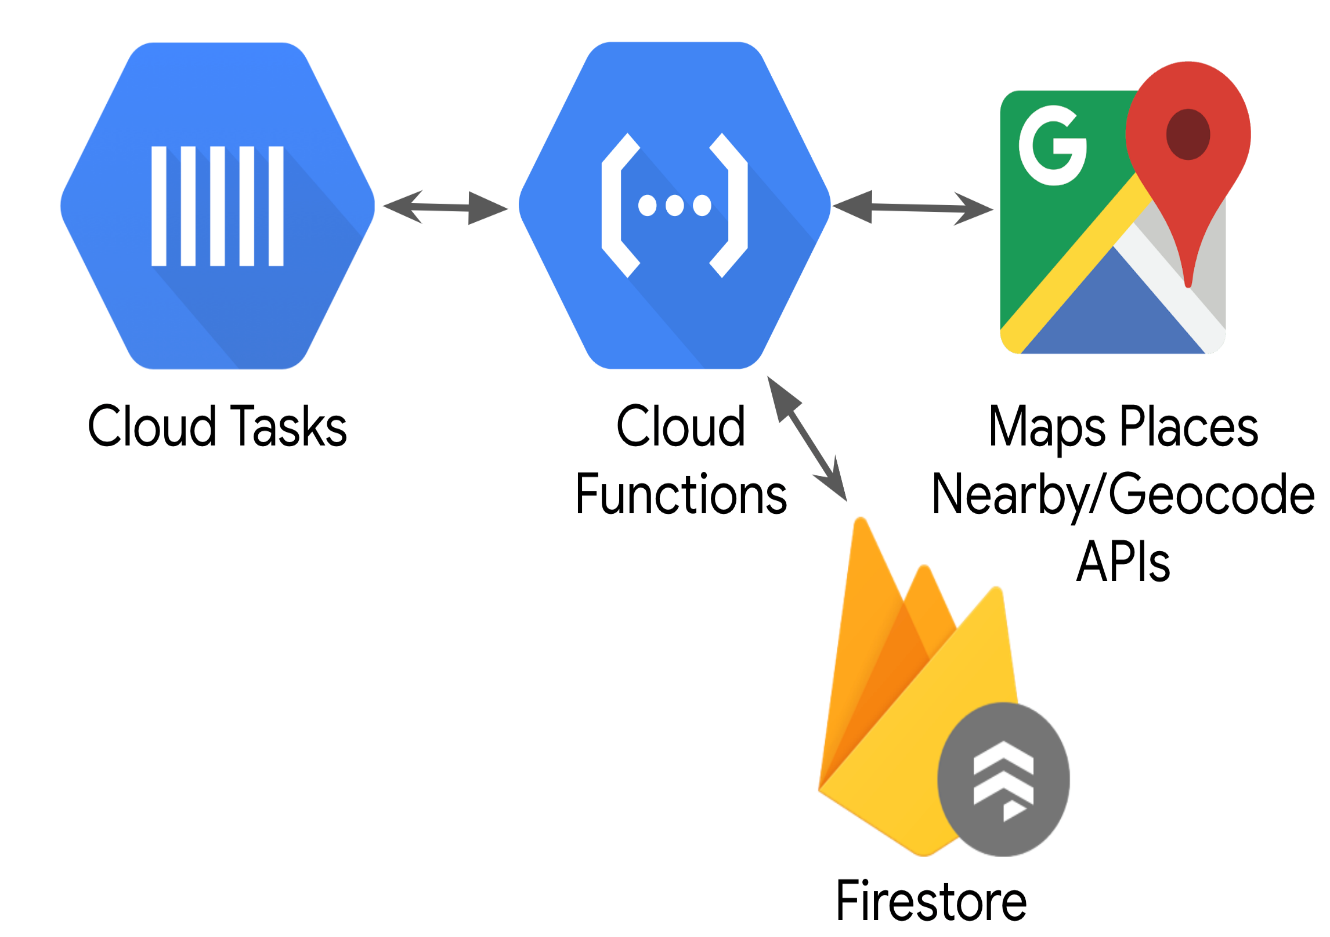 G
Cloud Tasks
Cloud
Functions
Maps Places
Nearby/Geocode
APIs
Firestore